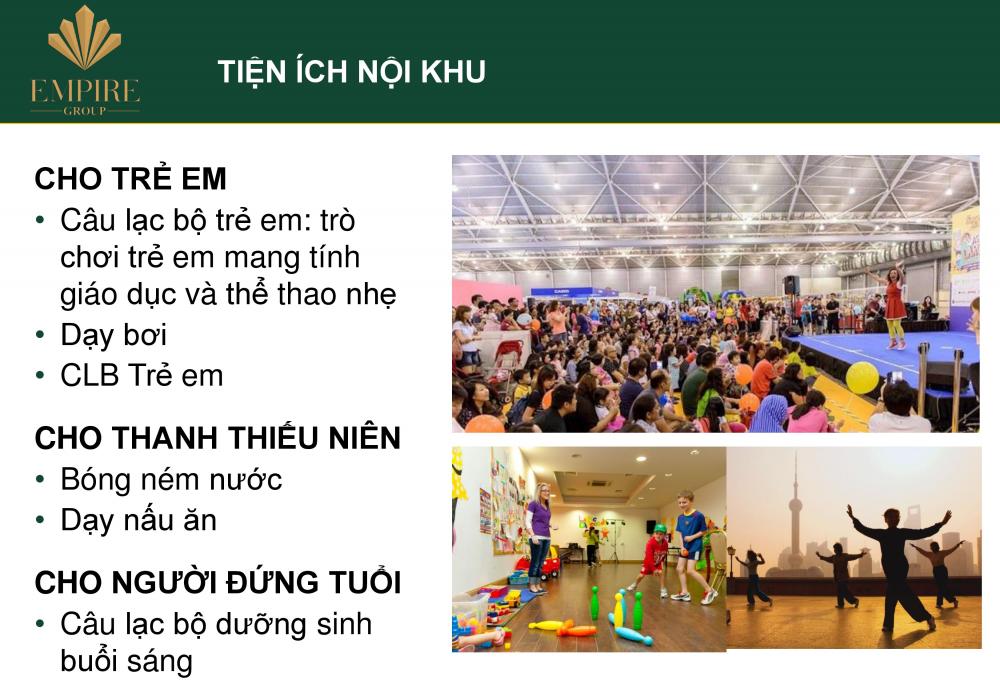 EMPIRE
GROUP
TIỆN ÍCH NỘI KHU
CHO TRẺ EM
• Câu lạc bộ trẻ em: trò
chơi trẻ em mang tính
giáo dục và thể thao nhẹ
• Dạy bơi
• CLB Trẻ em
CHO THANH THIẾU NIÊN
• Bóng ném nước
• Dạy nấu ăn
CHO NGƯỜI ĐỨNG TUỔI
• Câu lạc bộ dưỡng sinh
buổi sáng